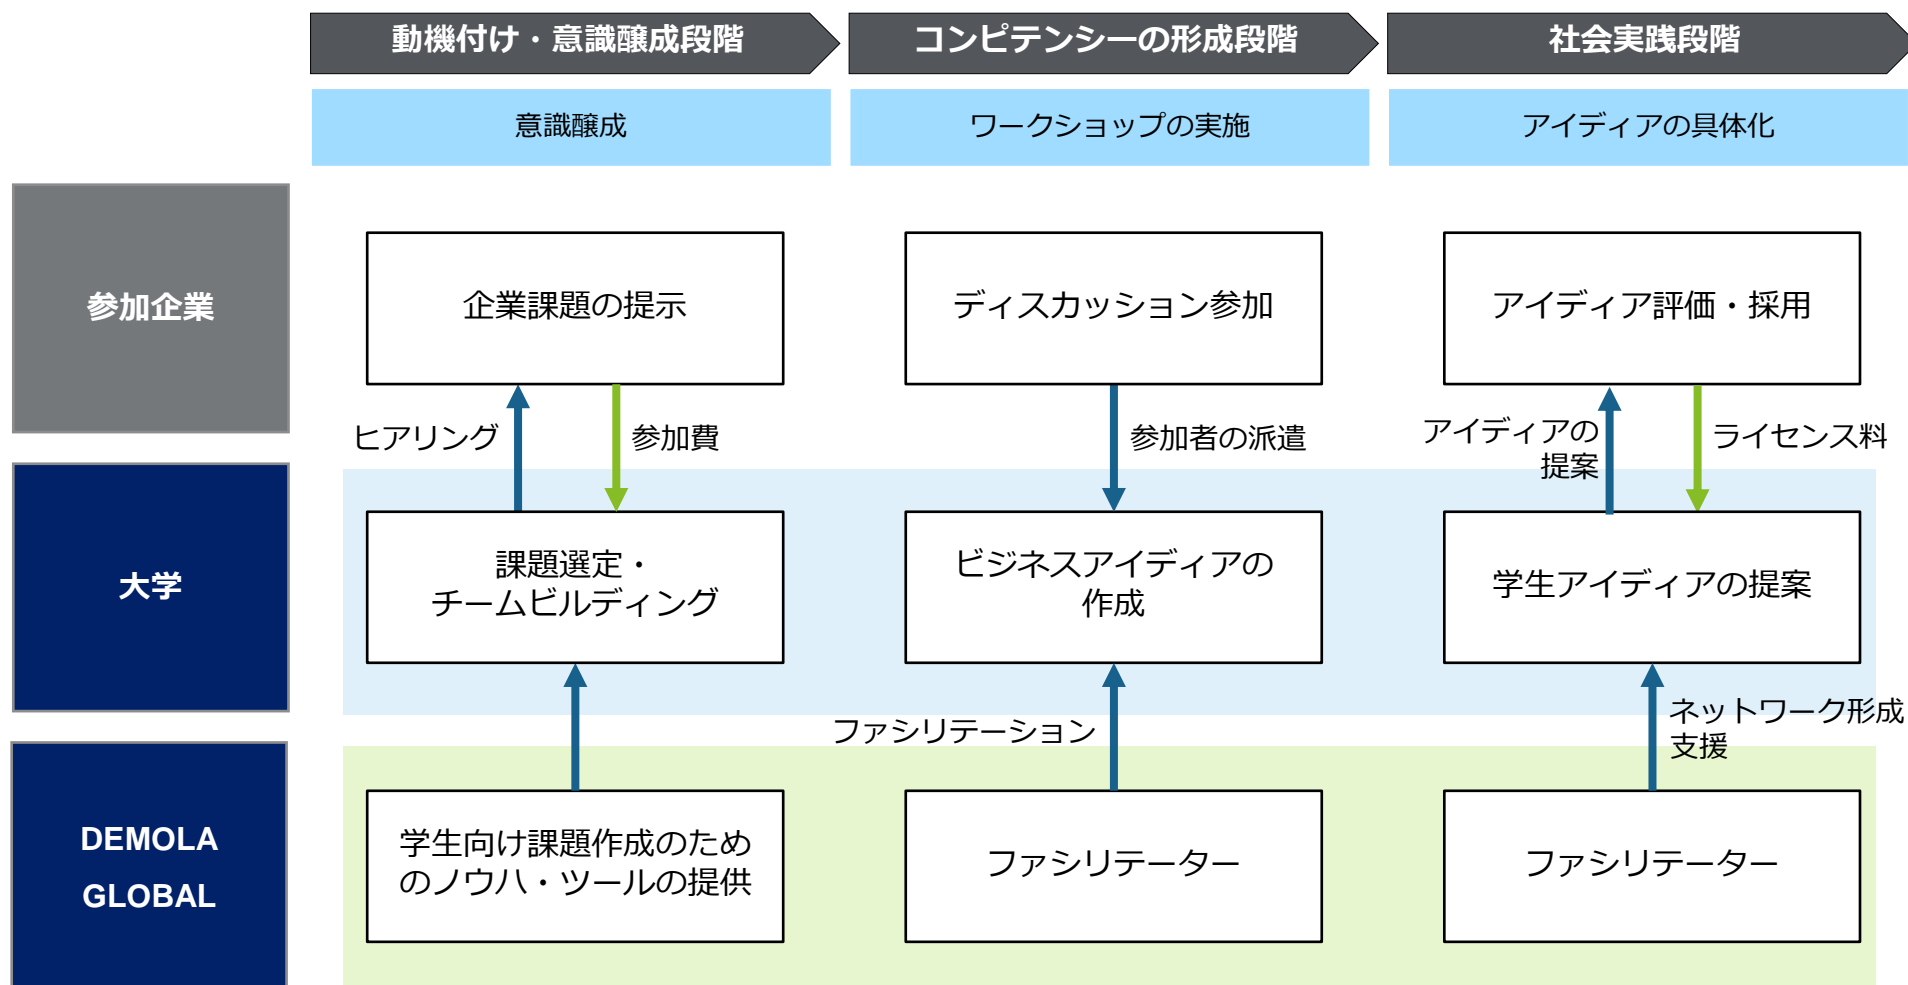 動機付け・意識醸成段階
コンピテンシーの形成段階
社会実践段階
意識醸成
ワークショップの実施
アイディアの具体化
参加企業
企業課題の提示
ディスカッション参加
アイディア評価・採用
ヒアリング
参加費
参加者の派遣
アイディアの
提案
ライセンス料
大学
課題選定・
チームビルディング
ビジネスアイディアの
作成
学生アイディアの提案
ファシリテーション
ネットワーク形成
支援
DEMOLA
GLOBAL
学生向け課題作成のため
のノウハ・ツールの提供
ファシリテーター
ファシリテーター